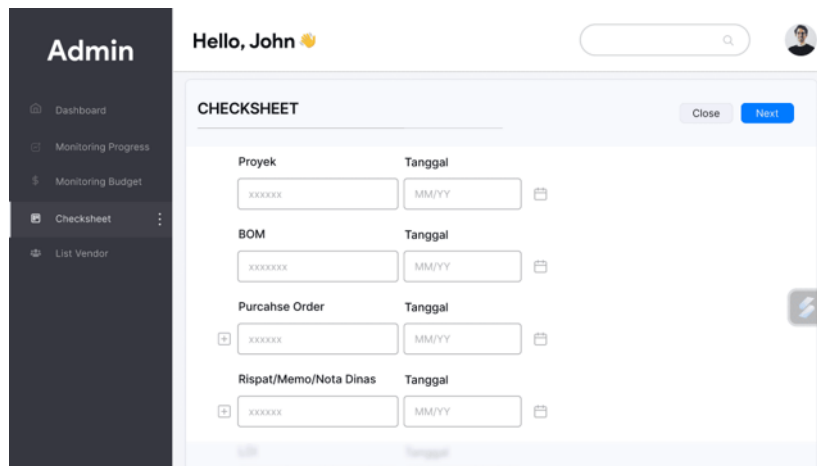 Admin
Hello, John 👋
Dashboard
Monitoring Progress
Monitoring Budget
Checksheet
List Vendor
CHECKSHEET
Close
Next
Proyek
Tanggal
xxxxxx
MM/YY
BOM
Tanggal
xxxxxxx
MM/YY
Purcahse Order
Tanggal
xxxxxx
MM/YY
Rispat/Memo/Nota Dinas
Tanggal
xxxxxx
MM/YY
LOI
Tanggal